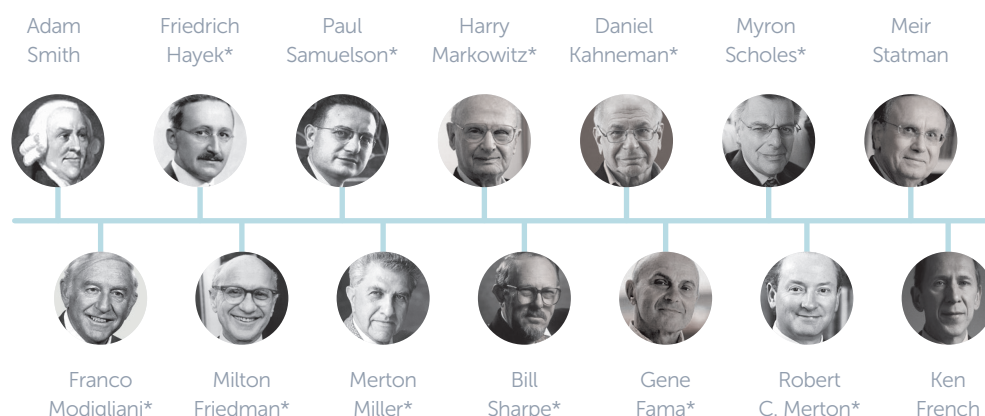 Adam
Smith
Friedrich
Hayek*
Paul
Samuelson*
Harry
Markowitz*
Daniel
Kahneman*
Myron
Scholes*
Meir
Statman
Franco
Modigliani*
Milton
Friedman*
Merton
Miller*
Bill
Sharpe*
Gene
Fama*
Robert
C. Merton*
Ken
French